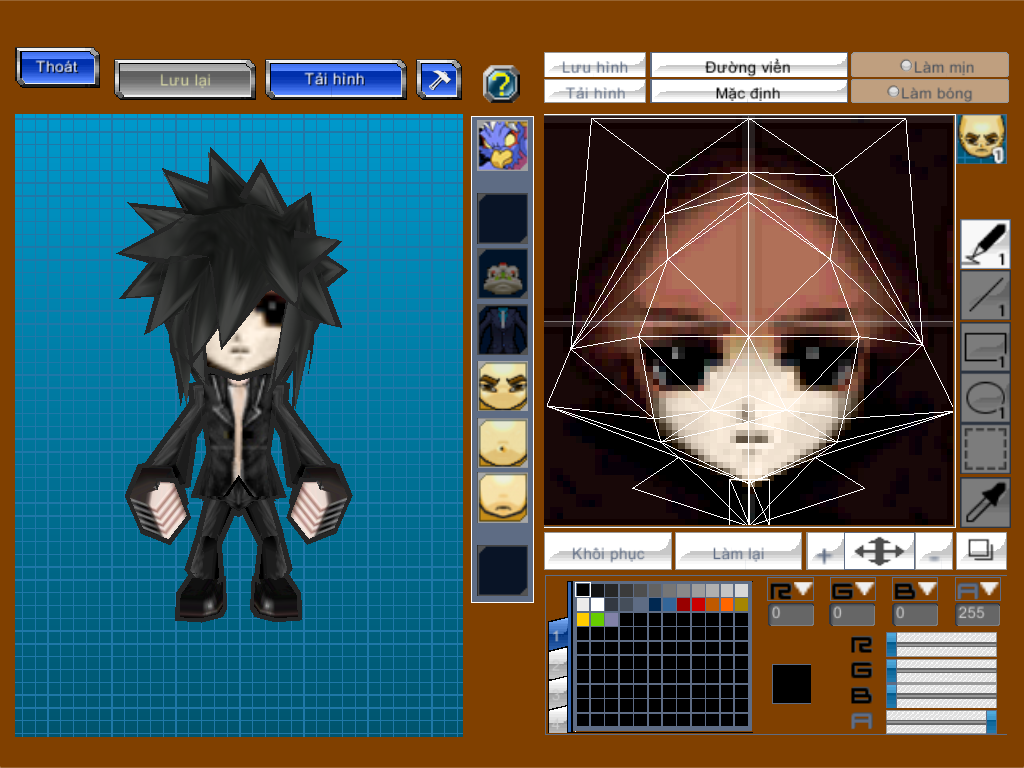 Thoát
Lưu lại
Tải hình
?
Lưu hình
Đường viền
Làm mịn
Tải hình
Mặc định
Làm bóng
1
1
1
1
1
Khôi phục
Làm lại
+
-
R
G
B
A
0
0
0
255
1
R
G
B
A